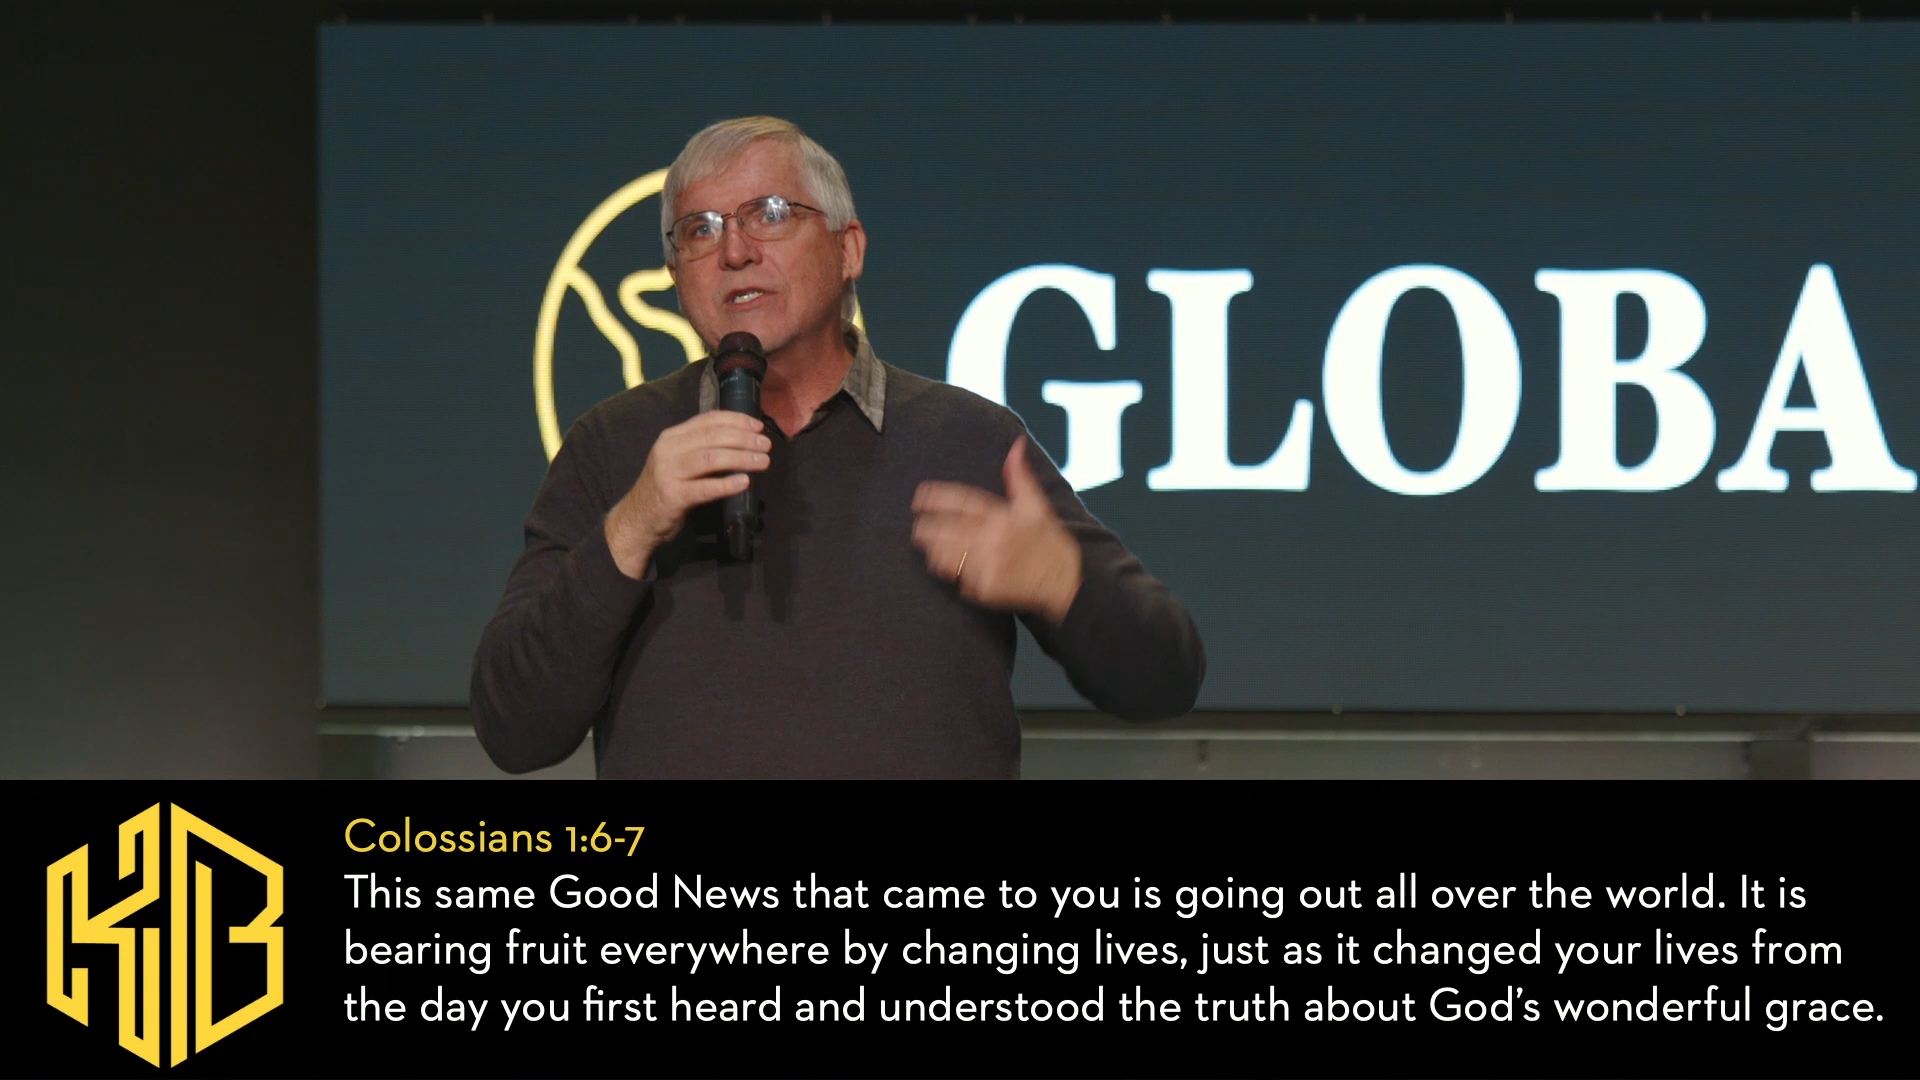 GLOBA
KB
Colossians 1:6-7
This same Good News that came to you is going out all over the world. It is
bearing fruit everywhere by changing lives, just as it changed your lives from
the day you first heard and understood the truth about God's wonderful grace.